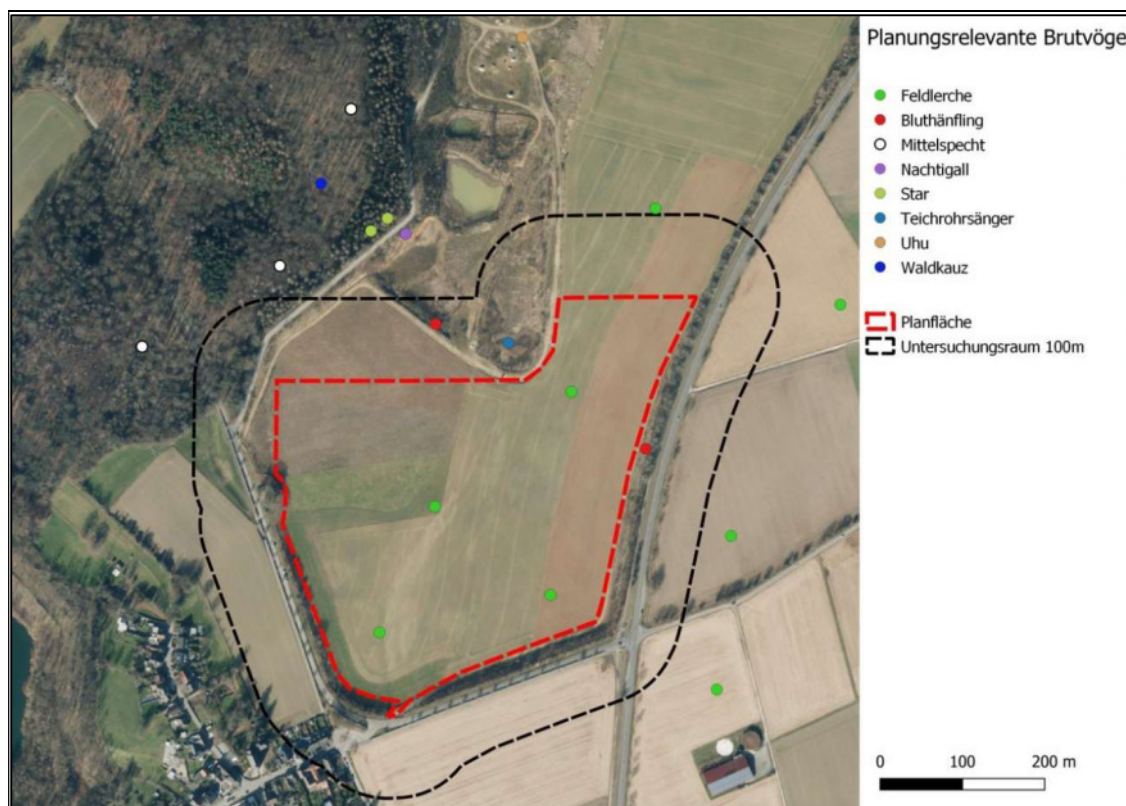 Planungsrelevante Brutvöge
Feldlerche
Bluthänfling
Mittelspecht
Nachtigall
Star
Teichrohrsänger
Uhu
Waldkauz
Planfläche
Untersuchungsraum 100m
0 100 200 m